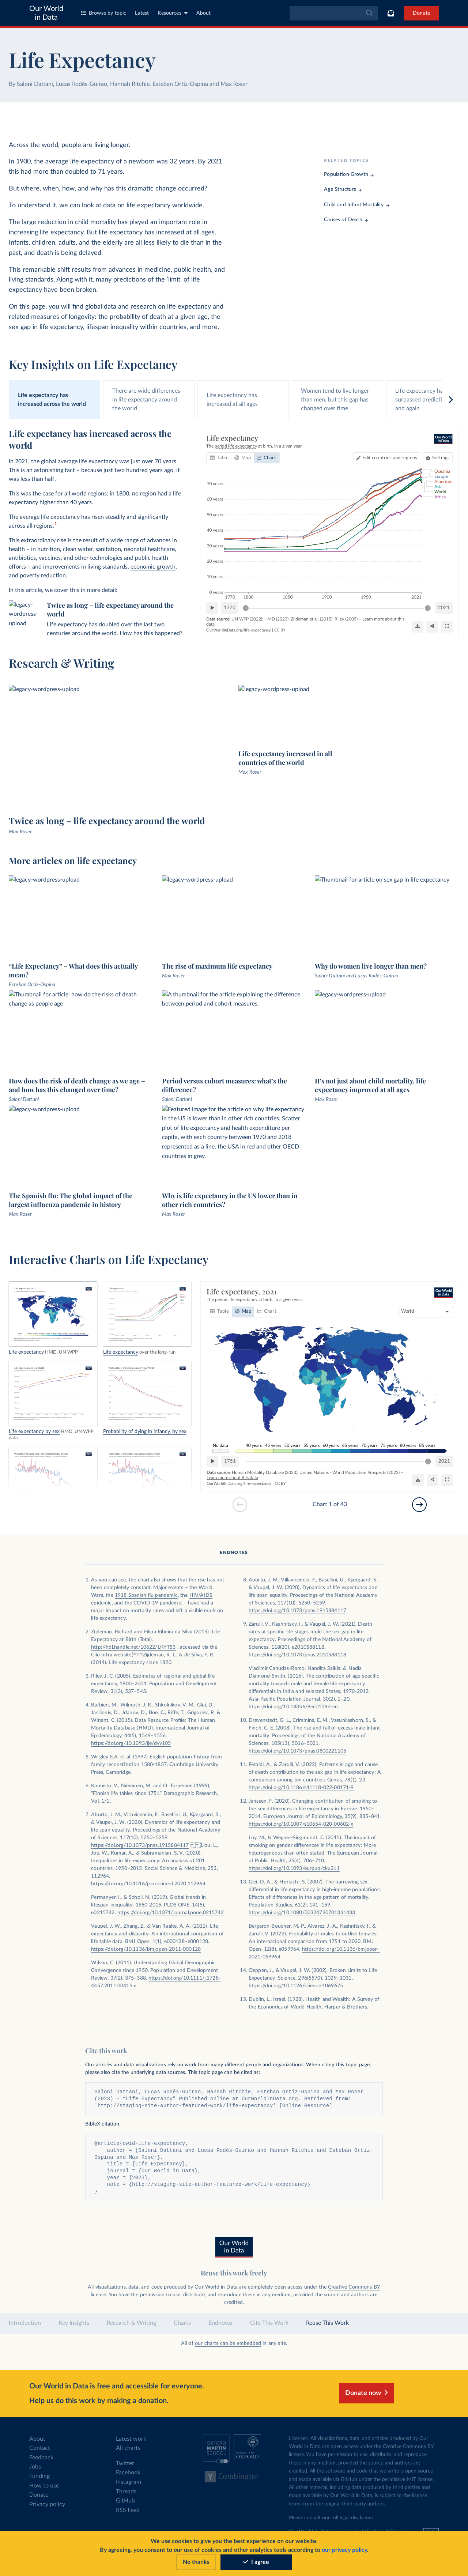 Our World
in Data
Browse by topic
Latest
Resources
About
Donate
Life Expectancy
By Saloni Dattani, Lucas Rodés-Guirao, Hannah Ritchie, Esteban Ortiz-Ospina and Max Roser
Across the world, people are living longer.
In 1900, the average life expectancy of a newborn was 32 years. By 2021
this had more than doubled to 71 years.
But where, when, how, and why has this dramatic change occurred?
To understand it, we can look at data on life expectancy worldwide.
The large reduction in child mortality has played an important role in
increasing life expectancy. But life expectancy has increased at all ages.
Infants, children, adults, and the elderly are all less likely to die than in the
past, and death is being delayed.
This remarkable shift results from advances in medicine, public health, and
living standards. Along with it, many predictions of the ‘limit’ of life
expectancy have been broken.
On this page, you will find global data and research on life expectancy and
related measures of longevity: the probability of death at a given age, the
sex gap in life expectancy, lifespan inequality within countries, and more.
RELATED TOPICS
Population Growth
Age Structure
Child and Infant Mortality
Causes of Death
Key Insights on Life Expectancy
Life expectancy has
increased across the world
There are wide differences
in life expectancy around
the world
Life expectancy has
increased at all ages
Women tend to live longer
than men, but this gap has
changed over time
Life expectancy ha
surpassed predicti
and again
Life expectancy has increased across the
world
In 2021, the global average life expectancy was just over 70 years.
This is an astonishing fact – because just two hundred years ago, it
was less than half.
This was the case for all world regions: in 1800, no region had a life
expectancy higher than 40 years.
The average life expectancy has risen steadily and significantly
across all regions.1
This extraordinary rise is the result of a wide range of advances in
health – in nutrition, clean water, sanitation, neonatal healthcare,
antibiotics, vaccines, and other technologies and public health
efforts – and improvements in living standards, economic growth,
and poverty reduction.
In this article, we cover this in more detail:
legacy-
wordpress-
upload
Twice as long – life expectancy around the
world
Life expectancy has doubled over the last two
centuries around the world. How has this happened?
Life expectancy
The period life expectancy at birth, in a given year.
Table
Map
Chart
Edit countries and regions
Settings
70 years
60 years
50 years
40 years
30 years
20 years
10 years
0 years
Oceania
Europe
Americas
Asia
World
Africa
1770
1800
1850
1900
1950
2021
1770
2021
Data source: UN WPP (2022); HMD (2023); Zijdeman et al. (2015); Riley (2005) – Learn more about this
data
OurWorldInData.org/life-expectancy | CC BY
Research & Writing
legacy-wordpress-upload
legacy-wordpress-upload
Life expectancy increased in all
countries of the world
Max Roser
Twice as long – life expectancy around the world
Max Roser
More articles on life expectancy
legacy-wordpress-upload
legacy-wordpress-upload
Thumbnail for article on sex gap in life expectancy
“Life Expectancy” – What does this actually
mean?
Esteban Ortiz-Ospina
The rise of maximum life expectancy
Max Roser
Why do women live longer than men?
Saloni Dattani and Lucas Rodés-Guirao
Thumbnail for article: how do the risks of death
change as people age
A thumbnail for the article explaining the difference
between period and cohort measures.
legacy-wordpress-upload
How does the risk of death change as we age –
and how has this changed over time?
Saloni Dattani
Period versus cohort measures: what’s the
difference?
Saloni Dattani
It’s not just about child mortality, life
expectancy improved at all ages
Max Roser
legacy-wordpress-upload
Featured image for the article on why life expectancy
in the US is lower than in other rich countries. Scatter
plot of life expectancy and health expenditure per
capita, with each country between 1970 and 2018
represented as a line, the USA in red and other OECD
countries in grey.
The Spanish flu: The global impact of the
largest influenza pandemic in history
Max Roser
Why is life expectancy in the US lower than in
other rich countries?
Max Roser
Interactive Charts on Life Expectancy
Life expectancy HMD, UN WPP
Life expectancy over the long-run
Life expectancy by sex HMD, UN WPP
data
Probability of dying in infancy, by sex
Life expectancy, 2021
The period life expectancy at birth, in a given year.
Table
Map
Chart
World
No data
40 years
45 years
50 years
55 years
60 years
65 years
70 years
75 years
80 years
85 years
1751
2021
Data source: Human Mortality Database (2023); United Nations - World Population Prospects (2022) –
Learn more about this data
OurWorldInData.org/life-expectancy | CC BY
Chart 1 of 43
ENDNOTES
1. As you can see, the chart also shows that the rise has not
been completely constant. Major events – the World
Wars, the 1918 Spanish flu pandemic, the HIV/AIDS
epidemic, and the COVID-19 pandemic – have had a
major impact on mortality rates and left a visible mark on
life expectancy.
2. Zijdeman, Richard and Filipa Ribeira da Silva (2015). Life
Expectancy at Birth (Total).
http://hdl.handle.net/10622/LKYT53 , accessed via the
Clio Infra website. Zijdeman, R. L., & de Silva, F. R.
(2014). Life expectancy since 1820.
3. Riley, J. C. (2005). Estimates of regional and global life
expectancy, 1800–2001. Population and Development
Review, 31(3), 537–543.
4. Barbieri, M., Wilmoth, J. R., Shkolnikov, V. M., Glei, D.,
Jasilionis, D., Jdanov, D., Boe, C., Riffe, T., Grigoriev, P., &
Winant, C. (2015). Data Resource Profile: The Human
Mortality Database (HMD). International Journal of
Epidemiology, 44(5), 1549–1556.
https://doi.org/10.1093/ije/dyv105
5. Wrigley E.A. et al. (1997) English population history from
family reconstitution 1580-1837. Cambridge University
Press, Cambridge.
6. Kannisto, V., Nieminen, M. and O. Turpeinen (1999),
“Finnish life tables since 1751,” Demographic Research,
Vol. 1/1.
7. Aburto, J. M., Villavicencio, F., Basellini, U., Kjærgaard, S.,
& Vaupel, J. W. (2020). Dynamics of life expectancy and
life span equality. Proceedings of the National Academy
of Sciences, 117(10), 5250–5259.
https://doi.org/10.1073/pnas.1915884117 Liou, L.,
Joe, W., Kumar, A., & Subramanian, S. V. (2020).
Inequalities in life expectancy: An analysis of 201
countries, 1950–2015. Social Science & Medicine, 253,
112964.
https://doi.org/10.1016/j.socscimed.2020.112964
Permanyer, I., & Scholl, N. (2019). Global trends in
lifespan inequality: 1950-2015. PLOS ONE, 14(5),
e0215742. https://doi.org/10.1371/journal.pone.0215742
Vaupel, J. W., Zhang, Z., & Van Raalte, A. A. (2011). Life
expectancy and disparity: An international comparison of
life table data. BMJ Open, 1(1), e000128–e000128.
https://doi.org/10.1136/bmjopen-2011-000128
Wilson, C. (2011). Understanding Global Demographic
Convergence since 1950. Population and Development
Review, 37(2), 375–388. https://doi.org/10.1111/j.1728-
4457.2011.00415.x
8. Aburto, J. M., Villavicencio, F., Basellini, U., Kjærgaard, S.,
& Vaupel, J. W. (2020). Dynamics of life expectancy and
life span equality. Proceedings of the National Academy
of Sciences, 117(10), 5250–5259.
https://doi.org/10.1073/pnas.1915884117
9. Zarulli, V., Kashnitsky, I., & Vaupel, J. W. (2021). Death
rates at specific life stages mold the sex gap in life
expectancy. Proceedings of the National Academy of
Sciences, 118(20), e2010588118.
https://doi.org/10.1073/pnas.2010588118
Vladimir Canudas-Romo, Nandita Saikia, & Nadia
Diamond-Smith. (2016). The contribution of age-specific
mortality towards male and female life expectancy
differences in India and selected States, 1970-2013.
Asia-Pacific Population Journal, 30(2), 1–20.
https://doi.org/10.18356/8ec0129d-en
10. Drevenstedt, G. L., Crimmins, E. M., Vasunilashorn, S., &
Finch, C. E. (2008). The rise and fall of excess male infant
mortality. Proceedings of the National Academy of
Sciences, 105(13), 5016–5021.
https://doi.org/10.1073/pnas.0800221105
11. Feraldi, A., & Zarulli, V. (2022). Patterns in age and cause
of death contribution to the sex gap in life expectancy: A
comparison among ten countries. Genus, 78(1), 23.
https://doi.org/10.1186/s41118-022-00171-9
12. Janssen, F. (2020). Changing contribution of smoking to
the sex differences in life expectancy in Europe, 1950–
2014. European Journal of Epidemiology, 35(9), 835–841.
https://doi.org/10.1007/s10654-020-00602-x
Luy, M., & Wegner-Siegmundt, C. (2015). The impact of
smoking on gender differences in life expectancy: More
heterogeneous than often stated. The European Journal
of Public Health, 25(4), 706–710.
https://doi.org/10.1093/eurpub/cku211
13. Glei, D. A., & Horiuchi, S. (2007). The narrowing sex
differential in life expectancy in high-income populations:
Effects of differences in the age pattern of mortality.
Population Studies, 61(2), 141–159.
https://doi.org/10.1080/00324720701331433
Bergeron-Boucher, M.-P., Alvarez, J.-A., Kashnitsky, I., &
Zarulli, V. (2022). Probability of males to outlive females:
An international comparison from 1751 to 2020. BMJ
Open, 12(8), e059964. https://doi.org/10.1136/bmjopen-
2021-059964
14. Oeppen, J., & Vaupel, J. W. (2002). Broken Limits to Life
Expectancy. Science, 296(5570), 1029–1031.
https://doi.org/10.1126/science.1069675
15. Dublin, L., Israel. (1928). Health and Wealth: A Survey of
the Economics of World Health. Harper & Brothers.
Cite this work
Our articles and data visualizations rely on work from many different people and organizations. When citing this topic page,
please also cite the underlying data sources. This topic page can be cited as:
Saloni Dattani, Lucas Rodés-Guirao, Hannah Ritchie, Esteban Ortiz-Ospina and Max Roser
(2023) - “Life Expectancy” Published online at OurWorldInData.org. Retrieved from:
'http://staging-site-author-featured-work/life-expectancy' [Online Resource]
BibTeX citation
@article{owid-life-expectancy,
author = {Saloni Dattani and Lucas Rodés-Guirao and Hannah Ritchie and Esteban Ortiz-
Ospina and Max Roser},
title = {Life Expectancy},
journal = {Our World in Data},
year = {2023},
note = {http://staging-site-author-featured-work/life-expectancy}
}
Our World
in Data
Reuse this work freely
All visualizations, data, and code produced by Our World in Data are completely open access under the Creative Commons BY
license. You have the permission to use, distribute, and reproduce these in any medium, provided the source and authors are
credited.
Introduction
Key Insights
Research & Writing
Charts
Endnotes
Cite This Work
Reuse This Work
All of our charts can be embedded in any site.
Our World in Data is free and accessible for everyone.
Help us do this work by making a donation.
Donate now
About
Contact
Feedback
Jobs
Funding
How to use
Donate
Privacy policy
Latest work
All charts
Twitter
Facebook
Instagram
Threads
GitHub
RSS Feed
OXFORD
MARTIN
SCHOOL
OXFORD
Combinator
Licenses: All visualizations, data, and articles produced by Our
World in Data are open access under the Creative Commons BY
license. You have permission to use, distribute, and reproduce
these in any medium, provided the source and authors are
credited. All the software and code that we write is open source
and made available via GitHub under the permissive MIT license.
All other material, including data produced by third parties and
made available by Our World in Data, is subject to the license
terms from the original third-party authors.
Please consult our full legal disclaimer.
We use cookies to give you the best experience on our website.
By agreeing, you consent to our use of cookies and other analytics tools according to our privacy policy.
No thanks
I agree